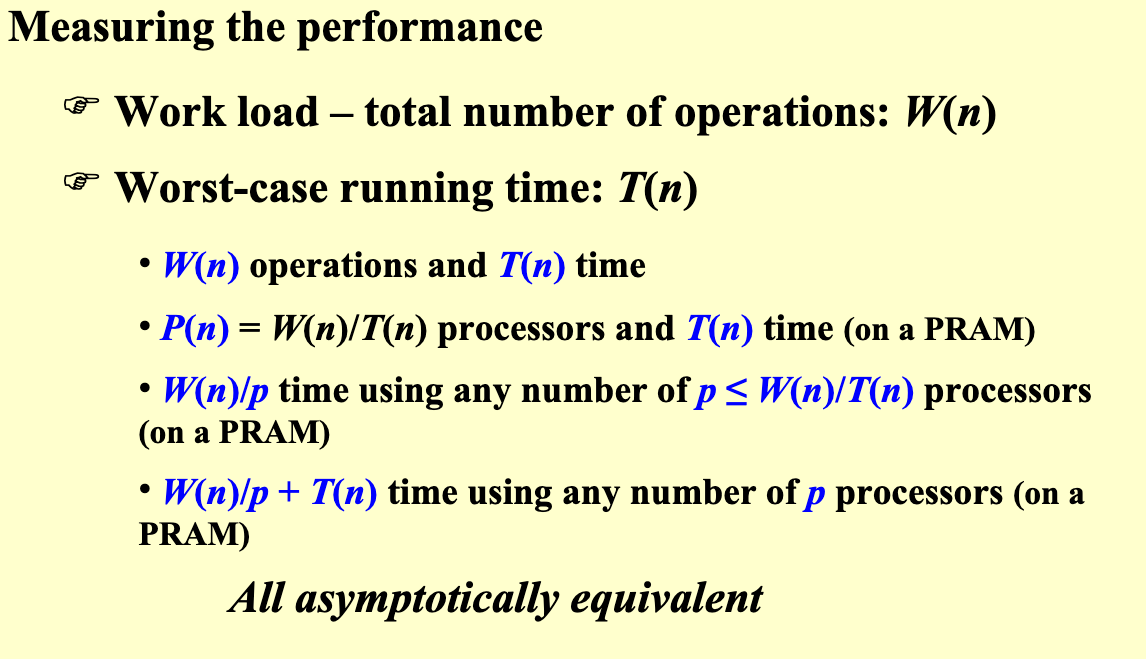 Measuring the performance
☞ Work load – total number of operations: W(n)
☞ Worst-case running time: T(n)
• W(n) operations and T(n) time
• P(n) = W(n)/T(n) processors and T(n) time (on a PRAM)
• W(n)/p time using any number of p ≤ W(n)/T(n) processors
(on a PRAM)
• W(n)/p + T(n) time using any number of p processors (on a
PRAM)
All asymptotically equivalent